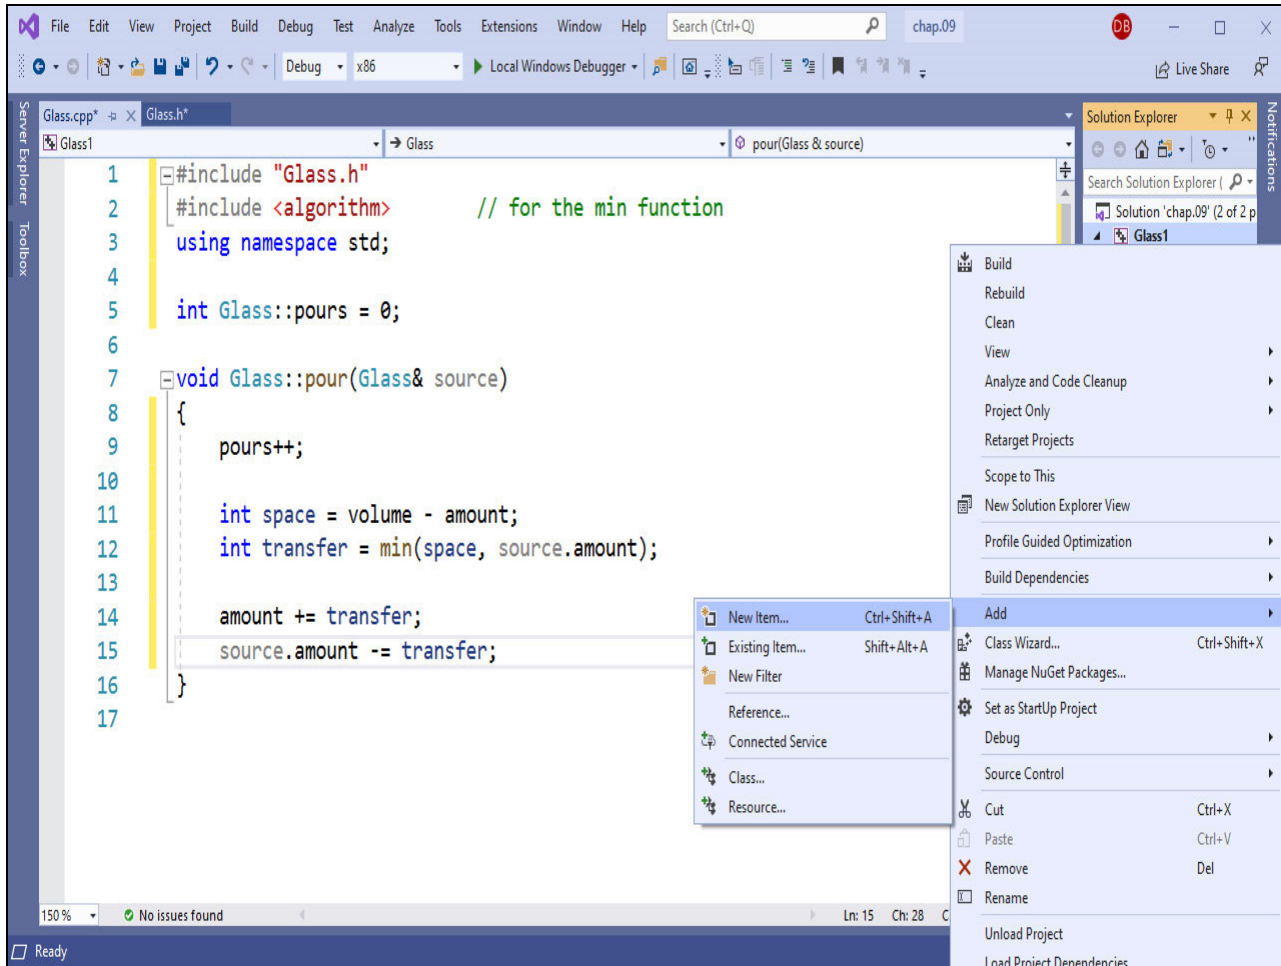 File Edit View Project Build Debug Test Analyze Tools Extensions Window Help Search (Ctrl+Q) chap.09 DB
Debug x86 Local Windows Debugger Live Share
Server Explorer
Toolbox
Glass.cpp* Glass.h*
Glass1 Glass pour(Glass & source)
1 #include "Glass.h"
2 #include <algorithm> // for the min function
3 using namespace std;
4
5 int Glass::pours = 0;
6
7 void Glass::pour(Glass& source)
8 {
9 pours++;
10
11 int space = volume - amount;
12 int transfer = min(space, source.amount);
13
14 amount += transfer;
15 source.amount -= transfer;
16 }
17
150 % No issues found Ln: 15 Ch: 28 C
Ready
Solution Explorer
Search Solution Explorer (
Solution 'chap.09' (2 of 2 p
Glass1
Notifications
Build
Rebuild
Clean
View
Analyze and Code Cleanup
Project Only
Retarget Projects
Scope to This
New Solution Explorer View
Profile Guided Optimization
Build Dependencies
Add
Class Wizard... Ctrl+Shift+X
Manage NuGet Packages...
Set as StartUp Project
Debug
Source Control
Cut Ctrl+X
Paste Ctrl+V
Remove Del
Rename
Unload Project
Load Project Dependencies
New Item... Ctrl+Shift+A
Existing Item... Shift+Alt+A
New Filter
Reference...
Connected Service
Class...
Resource...